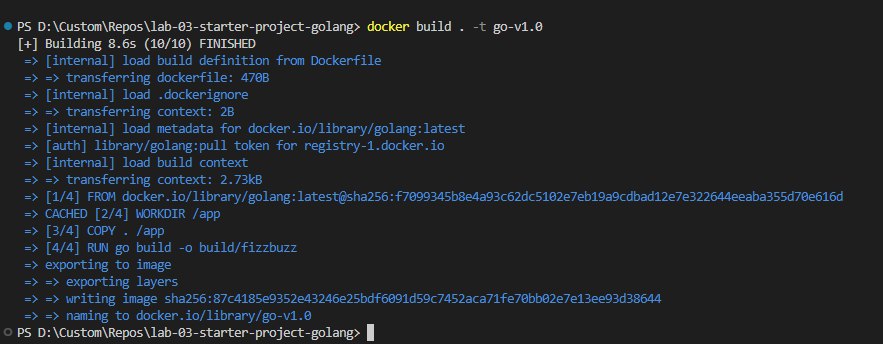 PS D:\Custom\Repos\lab-03-starter-project-golang> docker build . -t go-v1.0
[+] Building 8.6s (10/10) FINISHED
=> [internal] load build definition from Dockerfile
=> => transferring dockerfile: 470B
=> [internal] load .dockerignore
=> => transferring context: 2B
=> [internal] load metadata for docker.io/library/golang:latest
=> [auth] library/golang:pull token for registry-1.docker.io
=> [internal] load build context
=> => transferring context: 2.73kB
=> [1/4] FROM docker.io/library/golang:latest@sha256:f7099345b8e4a93c62dc5102e7eb19a9cdbad12e7e322644eeaba355d70e616d
=> CACHED [2/4] WORKDIR /app
=> [3/4] COPY . /app
=> [4/4] RUN go build -o build/fizzbuzz
=> exporting to image
=> => exporting layers
=> => writing image sha256:87c4185e9352e43246e25bdf6091d59c7452aca71fe70bb02e7e13ee93d38644
=> => naming to docker.io/library/go-v1.0
PS D:\Custom\Repos\lab-03-starter-project-golang>